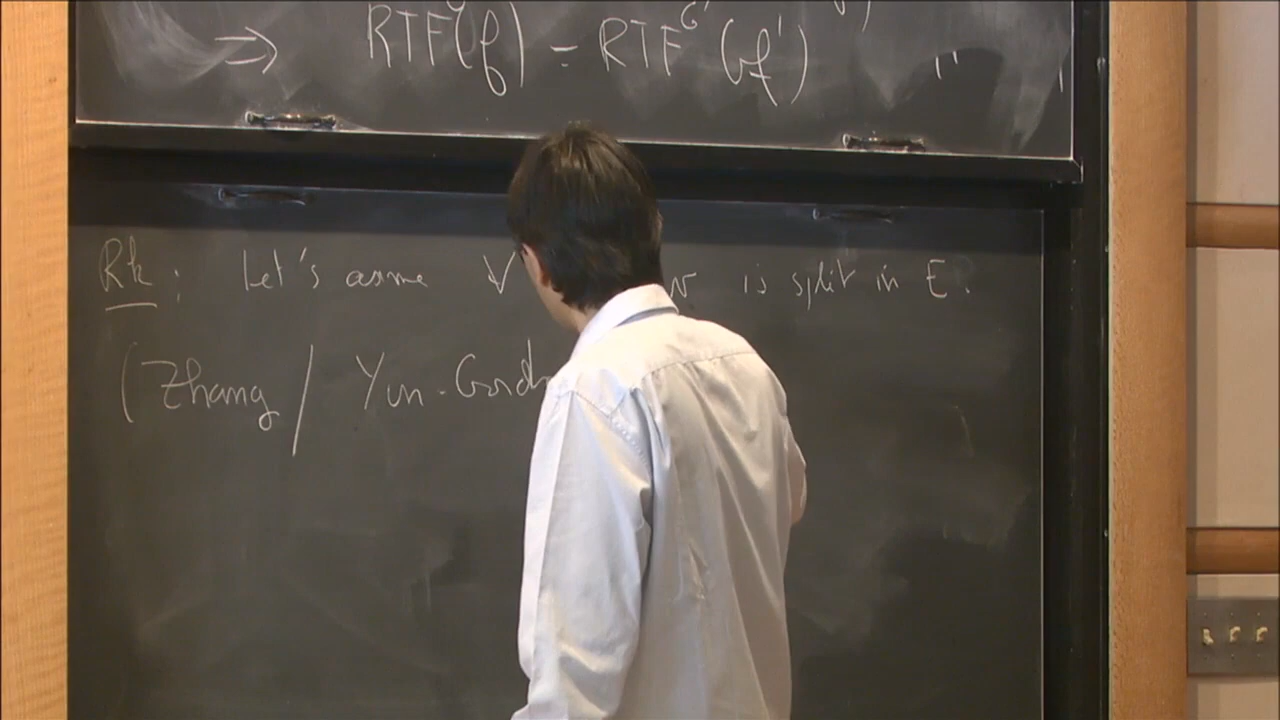 ⇒ RTF(f) = RTF^G' (f')
Rk: Let's assume ∀ v is split in E.
(Zhang / Yun-Gord